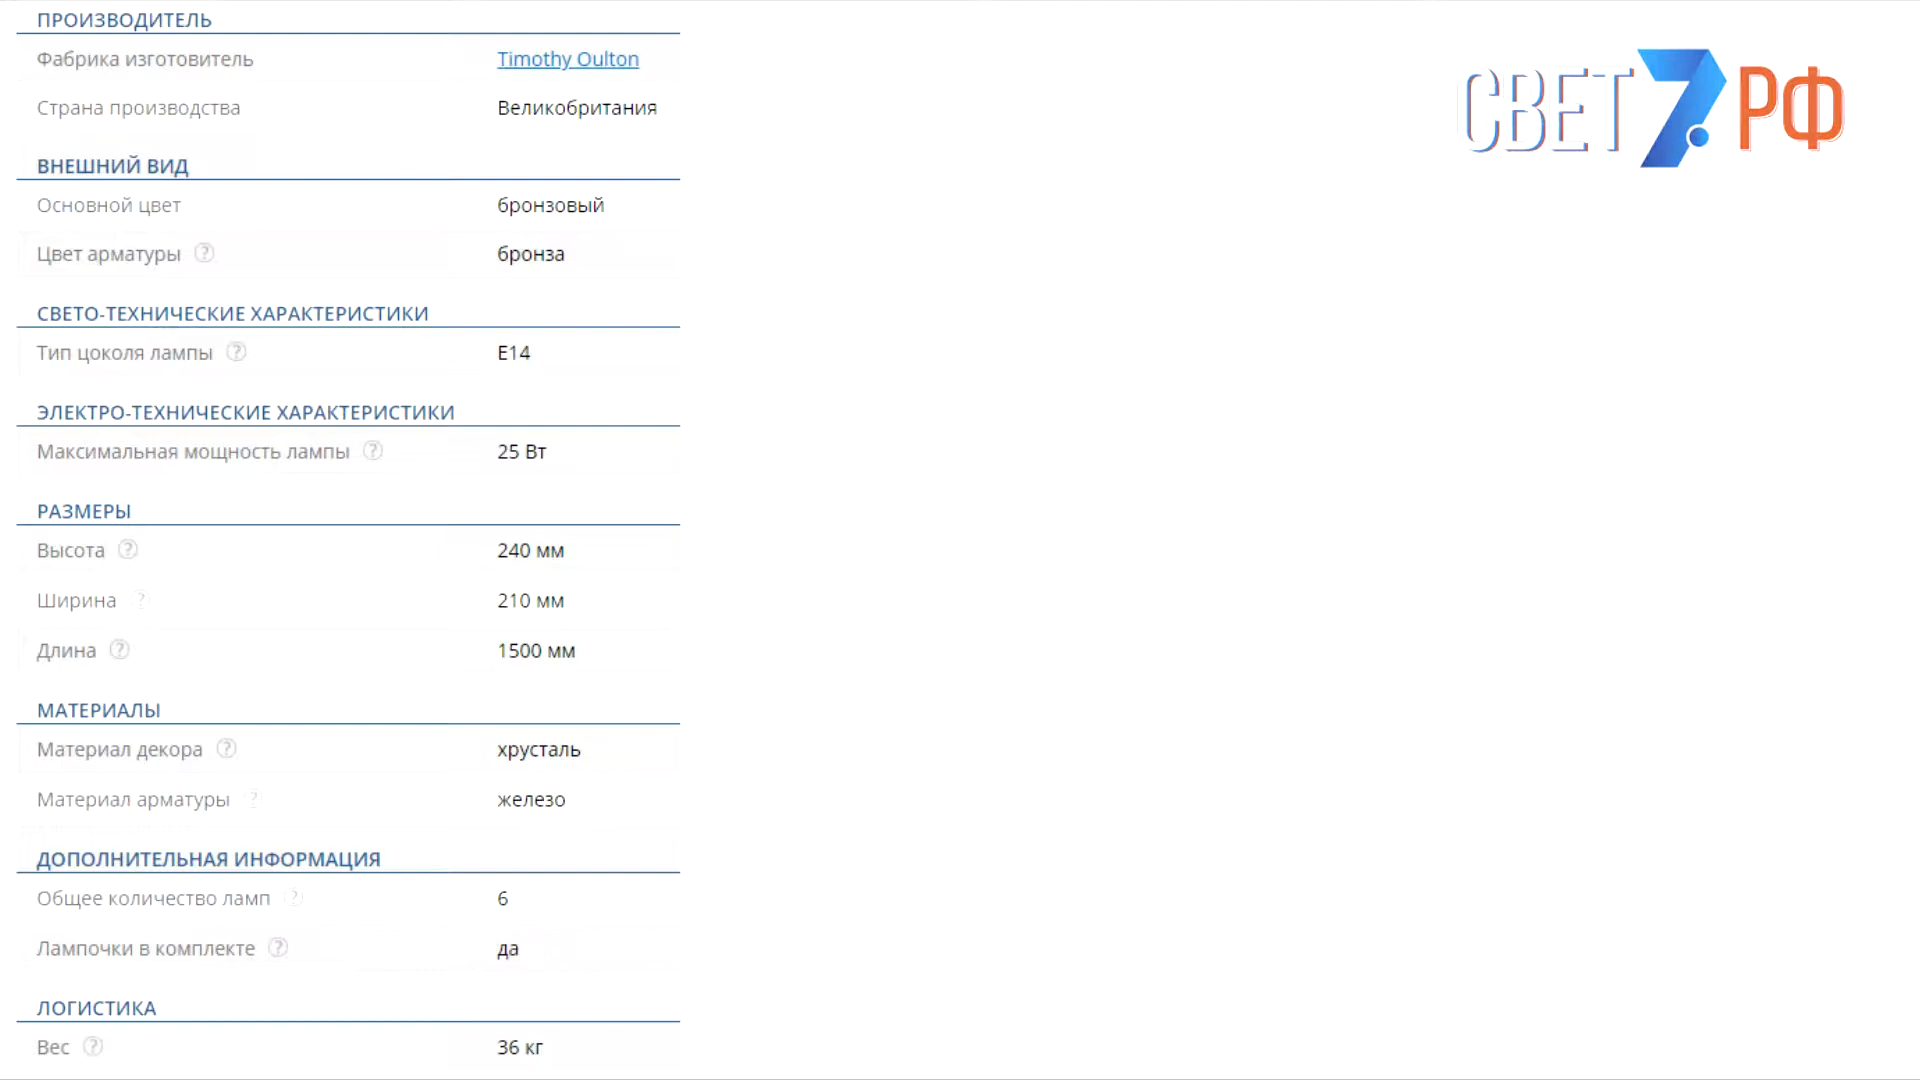 ПРОИЗВОДИТЕЛЬ
Фабрика изготовитель Timothy Oulton
Страна производства Великобритания
СВЕТ7.РФ
ВНЕШНИЙ ВИД
Основной цвет бронзовый
Цвет арматуры ? бронза
СВЕТО-ТЕХНИЧЕСКИЕ ХАРАКТЕРИСТИКИ
Тип цоколя лампы ? E14
ЭЛЕКТРО-ТЕХНИЧЕСКИЕ ХАРАКТЕРИСТИКИ
Максимальная мощность лампы ? 25 Вт
РАЗМЕРЫ
Высота ? 240 мм
Ширина ? 210 мм
Длина ? 1500 мм
МАТЕРИАЛЫ
Материал декора ? хрусталь
Материал арматуры ? железо
ДОПОЛНИТЕЛЬНАЯ ИНФОРМАЦИЯ
Общее количество ламп ? 6
Лампочки в комплекте ? да
ЛОГИСТИКА
Вес ? 36 кг